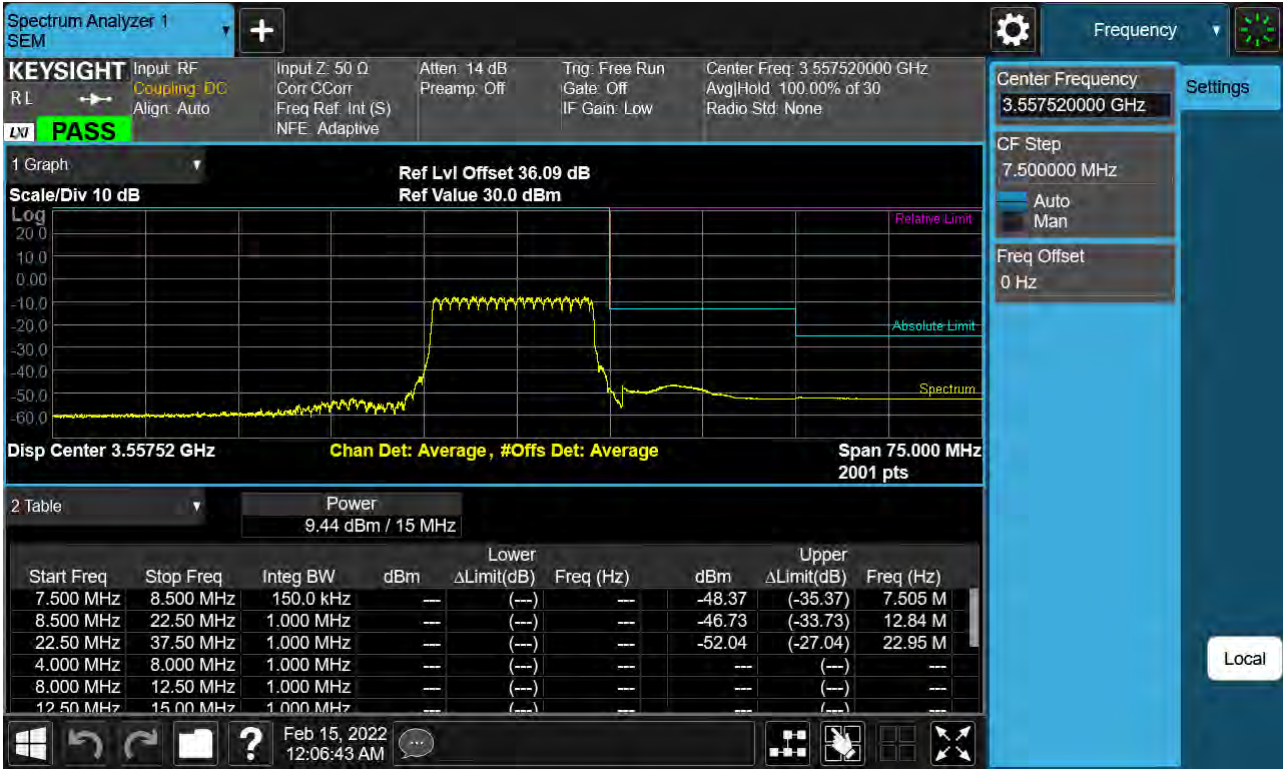 Spectrum Analyzer 1
SEM
+
Frequency
KEYSIGHT
R L
LXI
PASS
Input: RF
Coupling: DC
Align: Auto
Input Z: 50 Ω
Corr CCorr
Freq Ref: Int (S)
NFE: Adaptive
Atten: 14 dB
Preamp: Off
Trig: Free Run
Gate: Off
IF Gain: Low
Center Freq: 3.557520000 GHz
Avg|Hold: 100.00% of 30
Radio Std: None
Center Frequency
3.557520000 GHz
Settings
CF Step
7.500000 MHz
Auto
Man
Freq Offset
0 Hz
Local
1 Graph
Scale/Div 10 dB
Ref Lvl Offset 36.09 dB
Ref Value 30.0 dBm
Log
20.0
10.0
0.00
-10.0
-20.0
-30.0
-40.0
-50.0
-60.0
Relative Limit
Absolute Limit
Spectrum
Disp Center 3.55752 GHz
Chan Det: Average, #Offs Det: Average
Span 75.000 MHz
2001 pts
2 Table
Power
9.44 dBm / 15 MHz
Lower Upper
Start Freq Stop Freq Integ BW dBm ΔLimit(dB) Freq (Hz) dBm ΔLimit(dB) Freq (Hz)
7.500 MHz 8.500 MHz 150.0 kHz --- (---) --- -48.37 (-35.37) 7.505 M
8.500 MHz 22.50 MHz 1.000 MHz --- (---) --- -46.73 (-33.73) 12.84 M
22.50 MHz 37.50 MHz 1.000 MHz --- (---) --- -52.04 (-27.04) 22.95 M
4.000 MHz 8.000 MHz 1.000 MHz --- (---) --- --- (---) ---
8.000 MHz 12.50 MHz 1.000 MHz --- (---) --- --- (---) ---
12.50 MHz 15.00 MHz 1.000 MHz --- (---) --- --- (---) ---
?
Feb 15, 2022
12:06:43 AM